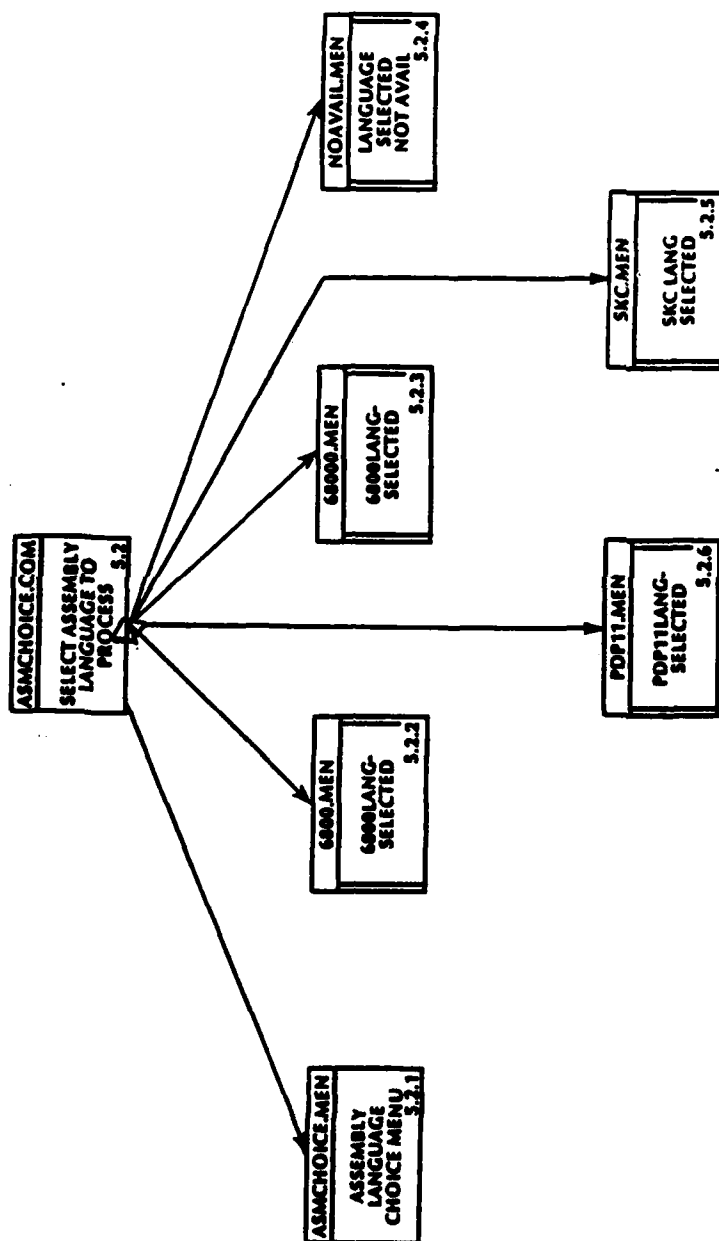 ASMCHOICE.COM
SELECT ASSEMBLY
LANGUAGE TO
PROCESS
5.2
ASMCHOICE.MEN
ASSEMBLY
LANGUAGE
CHOICE MENU
5.2.1
6800.MEN
6800LANG-
SELECTED
5.2.2
68000.MEN
6800LANG-
SELECTED
5.2.3
NOAVAIL.MEN
LANGUAGE
SELECTED
NOT AVAIL
5.2.4
PDP11.MEN
PDP11LANG-
SELECTED
5.2.6
SKC.MEN
SKC LANG
SELECTED
5.2.5